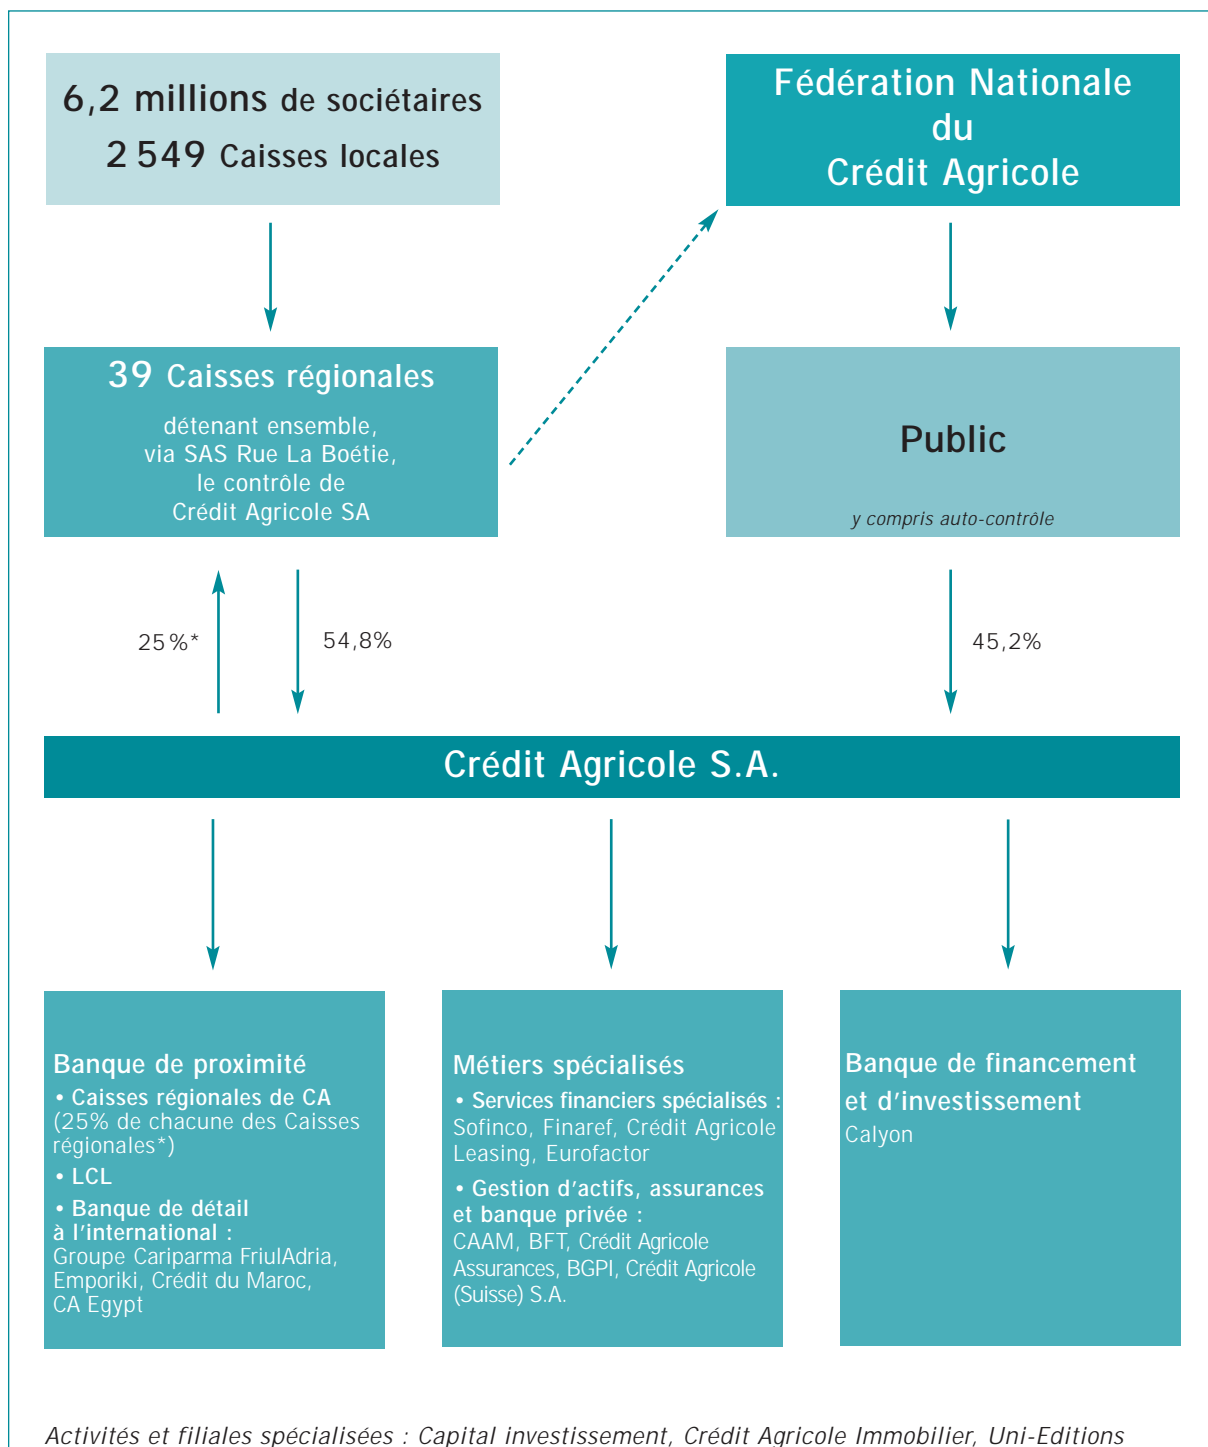 6,2 millions de sociétaires
2 549 Caisses locales
Fédération Nationale
du
Crédit Agricole
39 Caisses régionales
détenant ensemble,
via SAS Rue La Boétie,
le contrôle de
Crédit Agricole SA
Public
y compris auto-contrôle
25%*
54,8%
45,2%
Crédit Agricole S.A.
Banque de proximité
• Caisses régionales de CA
(25% de chacune des Caisses
régionales*)
• LCL
• Banque de détail
à l'international :
Groupe Cariparma FriulAdria,
Emporiki, Crédit du Maroc,
CA Egypt
Métiers spécialisés
• Services financiers spécialisés :
Sofinco, Finaref, Crédit Agricole
Leasing, Eurofactor
• Gestion d'actifs, assurances
et banque privée :
CAAM, BFT, Crédit Agricole
Assurances, BGPI, Crédit Agricole
(Suisse) S.A.
Banque de financement
et d'investissement
Calyon
Activités et filiales spécialisées : Capital investissement, Crédit Agricole Immobilier, Uni-Editions